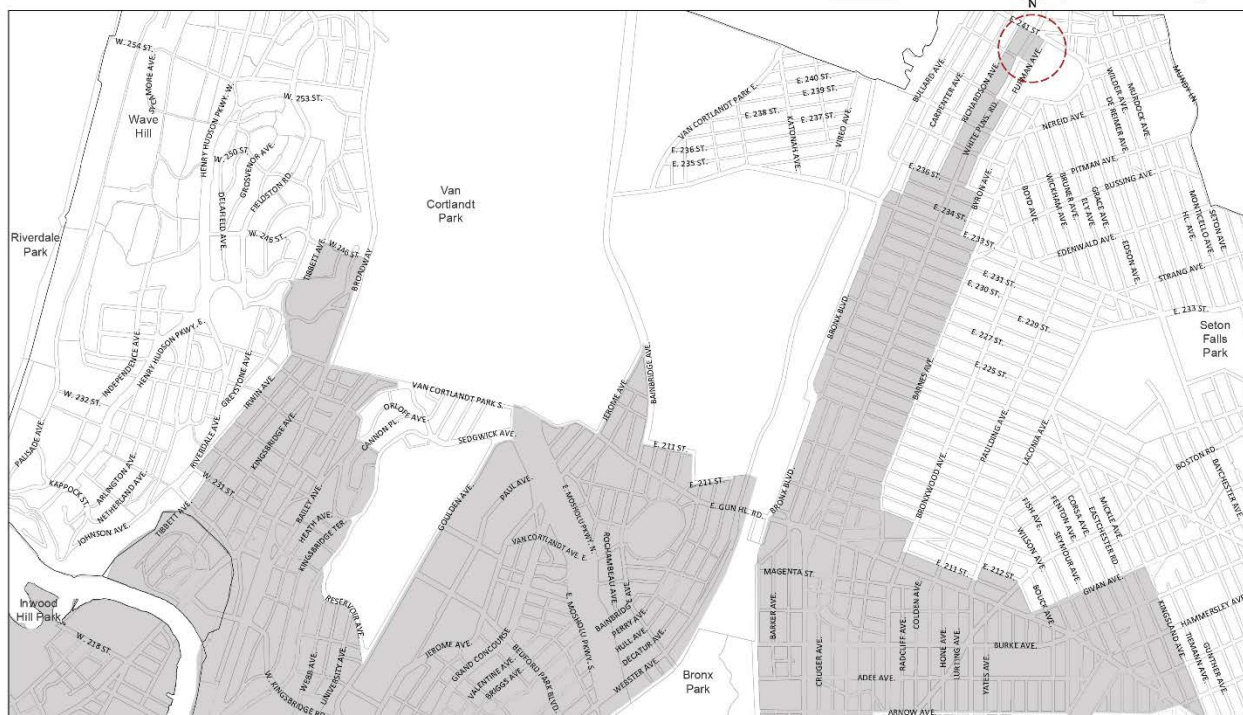 N
E. 241 ST.
W. 254 ST.
SYCAMORE AVE.
Wave
Hill
HENRY HUDSON PKWY. W.
W. 253 ST.
W. 250 ST
GROSVENOR AVE.
FIELDSTON RD.
DELAFIELD AVE.
Riverdale
Park
Van
Cortlandt
Park
TIBBETT AVE.
W. 246 ST.
BROADWAY
VAN CORTLANDT PARK E.
E. 240 ST.
E. 239 ST.
E. 238 ST.
E. 237 ST.
E. 236 ST.
E. 235 ST.
KATONAH AVE.
VIREO AVE.
BULLARD AVE.
CARPENTER AVE.
RICHARDSON AVE.
WHITE PLNS. RD.
FURMAN AVE.
E. 236 ST.
E. 234 ST.
E. 233 ST.
BYRON AVE.
NEREID AVE.
WILDER AVE.
DE REIMER AVE.
MURDOCK AVE.
MUNDY LN.
PITMAN AVE.
BUSSING AVE.
BOYD AVE.
WICKHAM AVE.
BRUNER AVE.
ELY AVE.
GRACE AVE.
EDENWALD AVE.
EDSON AVE.
STRANG AVE.
MONTICELLO AVE.
HL. AVE.
SETON AVE.
E. 233 ST.
Seton
Falls
Park
E. 231 ST.
E. 230 ST.
E. 229 ST.
E. 227 ST.
E. 225 ST.
BRONX BLVD.
BARNES AVE.
BRONXWOOD AVE.
PAULDING AVE.
LACONIA AVE.
BOSTON RD.
BAYCHESTER AVE.
INDEPENDENCE AVE.
HENRY HUDSON PKWY. E.
GREYSTONE AVE.
IRWIN AVE.
W. 232 ST.
PALISADE AVE.
KAPPOCK ST.
ARLINGTON AVE.
NETHERLAND AVE.
JOHNSON AVE.
RIVERDALE AVE.
W. 231 ST.
TIBBETT AVE.
KINGSBRIDGE AVE.
BAILEY AVE.
HEATH AVE.
KINGSBRIDGE TER.
CANNON PL.
ORLOFF AVE.
VAN CORTLANDT PARK S.
SEDGWICK AVE.
GOULDEN AVE.
PAUL AVE.
JEROME AVE.
BAINBRIDGE AVE.
E. 211 ST.
E. 211 ST.
E. GUN HL. RD.
BRONX BLVD.
E. MOSHOLU PKWY. N.
VAN CORTLANDT AVE. E.
ROCHAMBEAU AVE.
BAINBRIDGE AVE.
E. MOSHOLU PKWY. S.
PERRY AVE.
HULL AVE.
DECATUR AVE.
WEBSTER AVE.
Inwood
Hill Park
W. 218 ST.
RESERVOIR AVE.
WEBB AVE.
UNIVERSITY AVE.
W. KINGSBRIDGE RD.
JEROME AVE.
GRAND CONCOURSE
VALENTINE AVE.
BRIGGS AVE.
BEDFORD PARK BLVD.
Bronx
Park
MAGENTA ST.
BARKER AVE.
CRUGER AVE.
ADEE AVE.
RADCLIFF AVE.
COLDEN AVE.
HONE AVE.
LURTING AVE.
YATES AVE.
ARNOW AVE.
BURKE AVE.
E. 211 ST.
E. 212 ST.
FISH AVE.
WILSON AVE.
FENTON AVE.
SEYMOUR AVE.
CORSA AVE.
MICKLE AVE.
EASTCHESTER RD.
BOUCK AVE.
GIVAN AVE.
KINGSLAND AVE.
HAMMERSLEY AVE
TIEMANN AVE.
GUNTHER AVE.